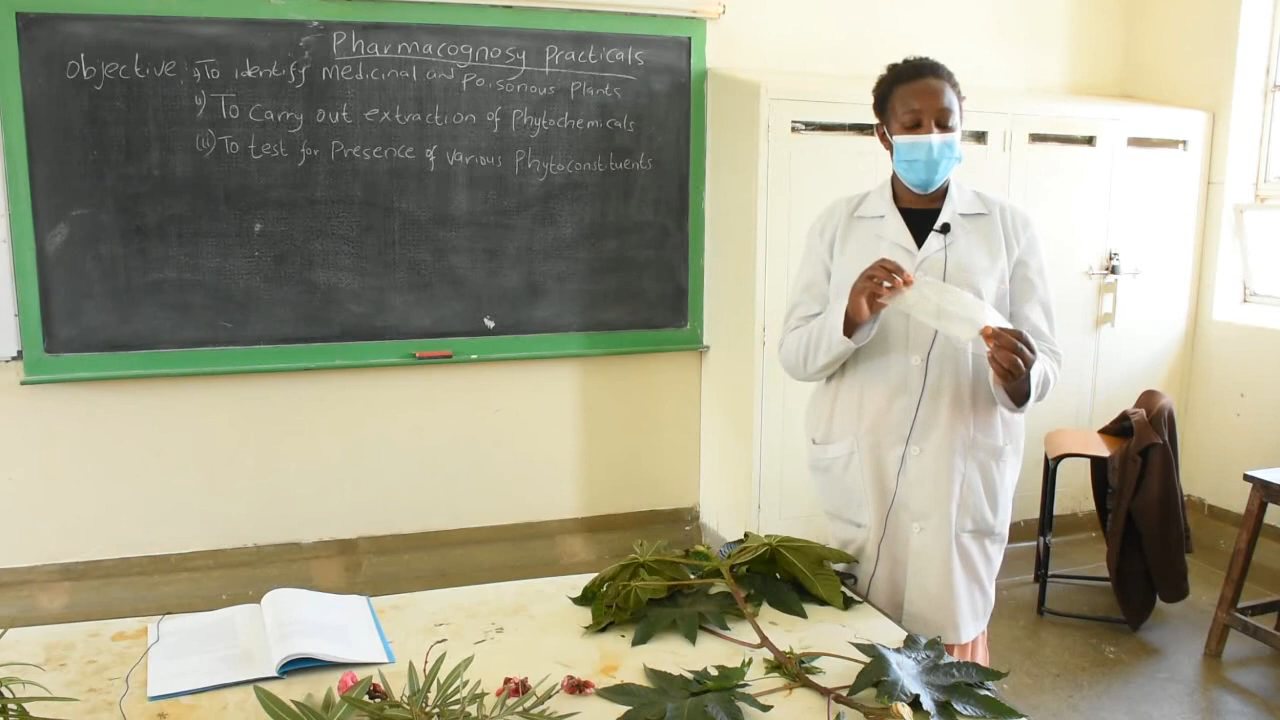 Pharmacognosy Practicals
Objective: i) To identify medicinal and Poisonous Plants
ii) To Carry out extraction of Phytochemicals
(iii) To test for Presence of various Phytoconstituents